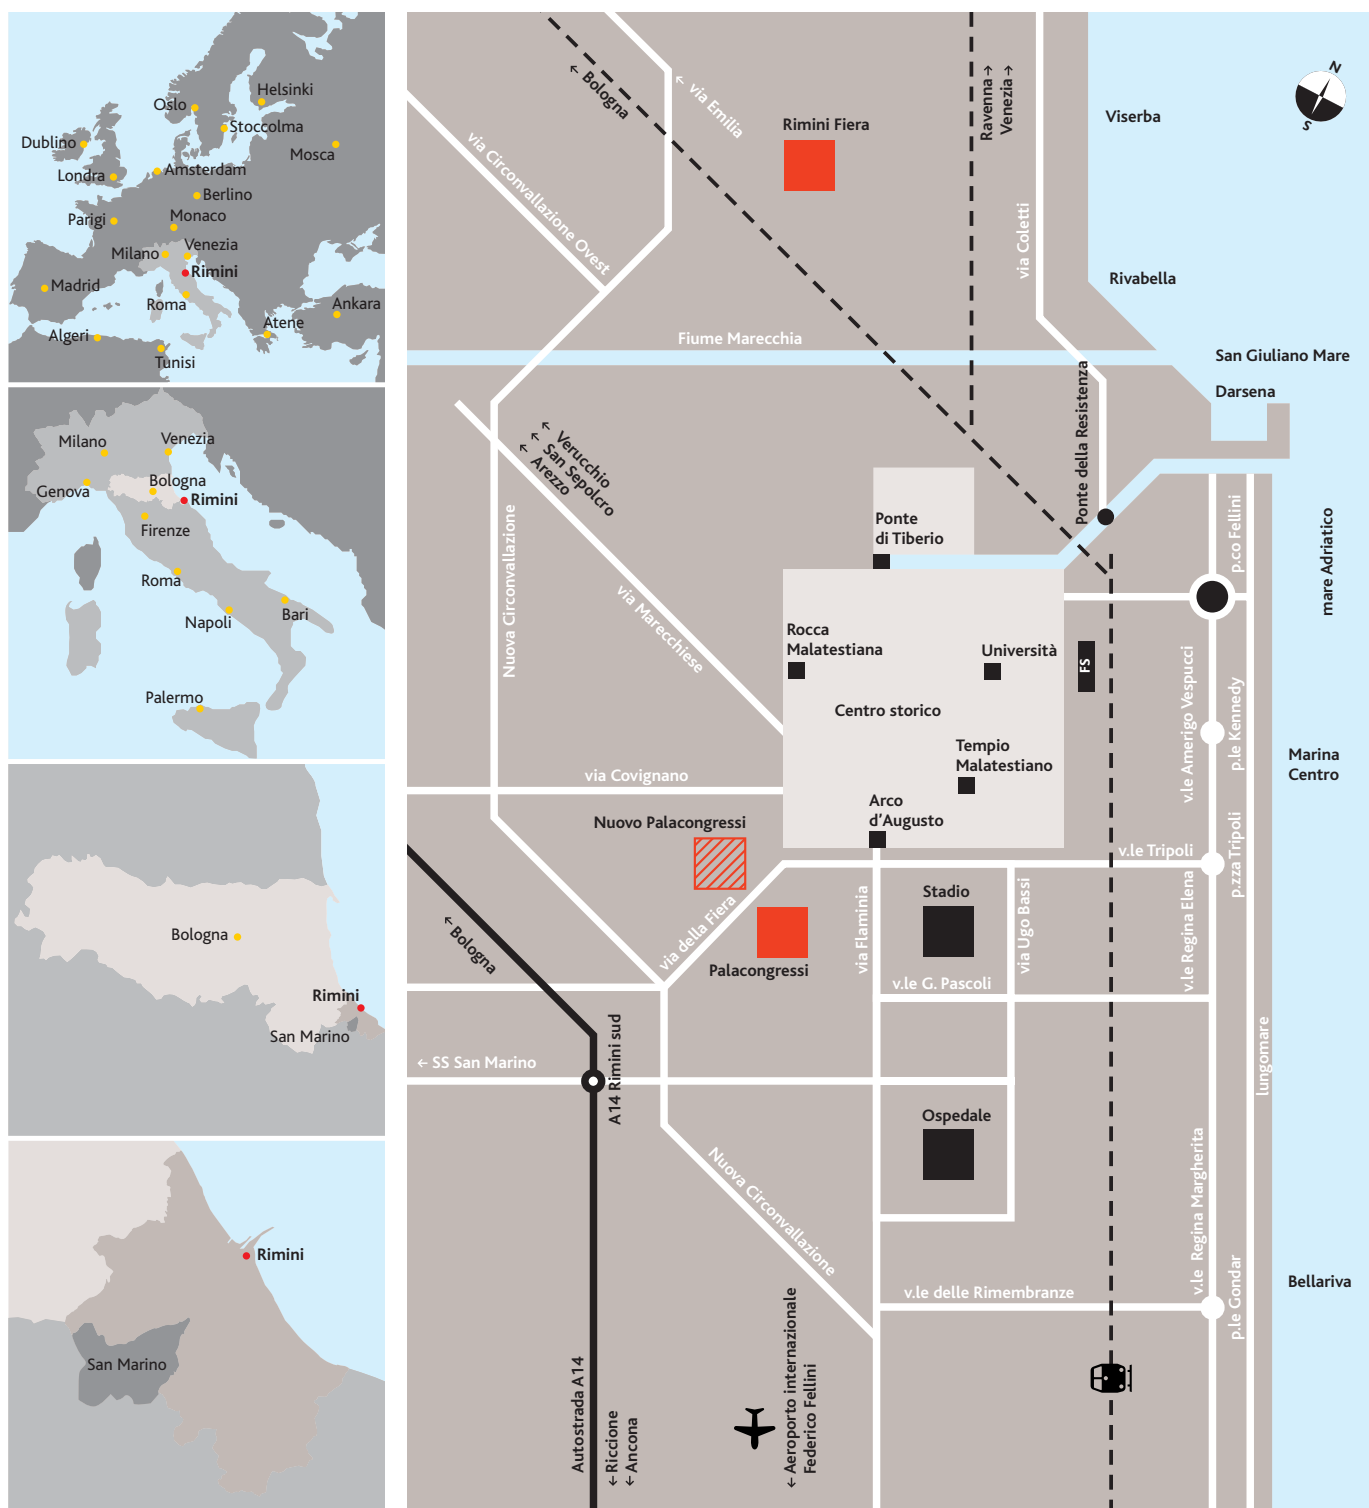 Helsinki
Oslo
Stoccolma
Dublino
Mosca
Amsterdam
Londra
Berlino
Parigi
Monaco
Venezia
Milano
Rimini
Madrid
Roma
Ankara
Atene
Algeri
Tunisi
Milano
Venezia
Bologna
Genova
Rimini
Firenze
Roma
Napoli
Bari
Palermo
Bologna
Rimini
San Marino
Rimini
San Marino
← Bologna
← via Emilia
Rimini Fiera
Ravenna →
Venezia →
N
S
Viserba
via Circonvallazione Ovest
via Coletti
Rivabella
Fiume Marecchia
San Giuliano Mare
Darsena
Ponte della Resistenza
← Verucchio
← San Sepolcro
← Arezzo
Nuova Circonvallazione
Ponte
di Tiberio
p.co Fellini
mare Adriatico
via Marecchiese
Rocca
Malatestiana
Università
FS
Centro storico
v.le Amerigo Vespucci
p.le Kennedy
Tempio
Malatestiano
Marina
Centro
via Covignano
Arco
d'Augusto
Nuovo Palacongressi
v.le Tripoli
p.zza Tripoli
Stadio
← Bologna
via della Fiera
via Flaminia
via Ugo Bassi
v.le Regina Elena
Palacongressi
v.le G. Pascoli
← SS San Marino
A14 Rimini sud
lungomare
Ospedale
Nuova Circonvallazione
v.le Regina Margherita
p.le Gondar
Bellariva
v.le delle Rimembranze
Autostrada A14
← Riccione
← Ancona
← Aeroporto internazionale
Federico Fellini